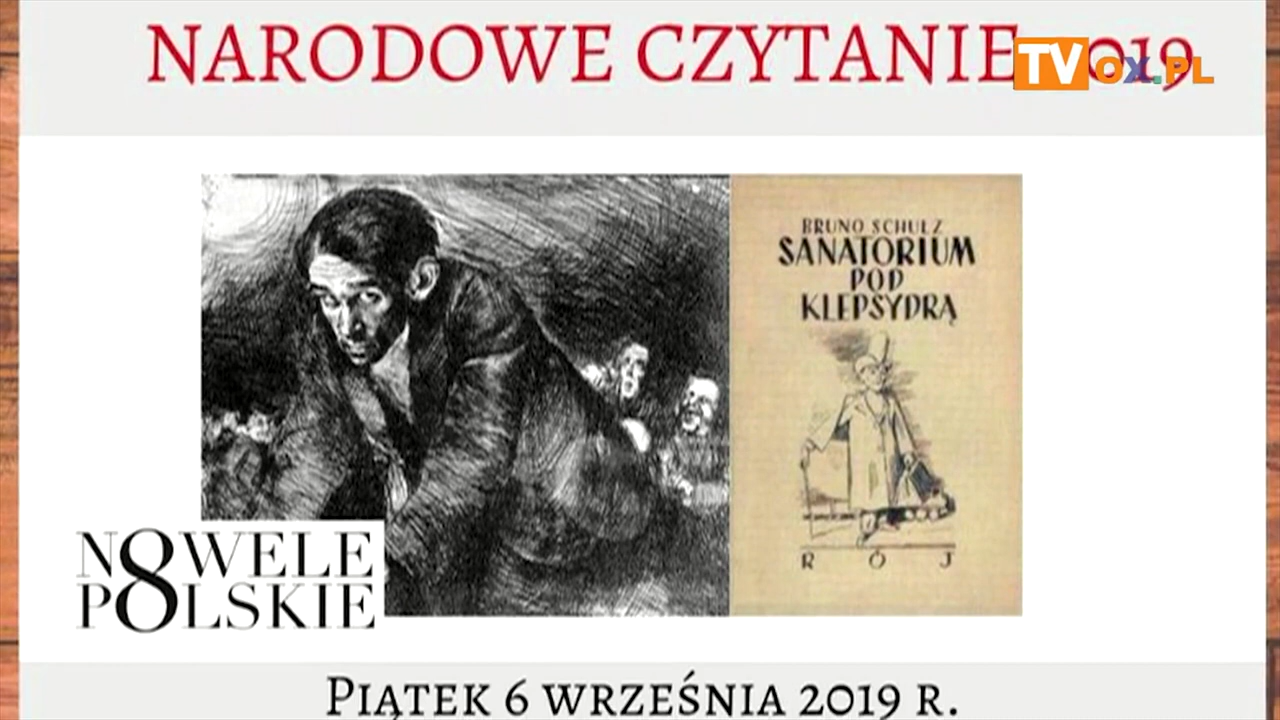 NARODOWE CZYTANIE 2019
TVOX.PL
BRUNO SCHULZ
SANATORIUM
POD
KLEPSYDRĄ
RÓJ
NOWELE
POLSKIE
PIĄTEK 6 WRZEŚNIA 2019 R.